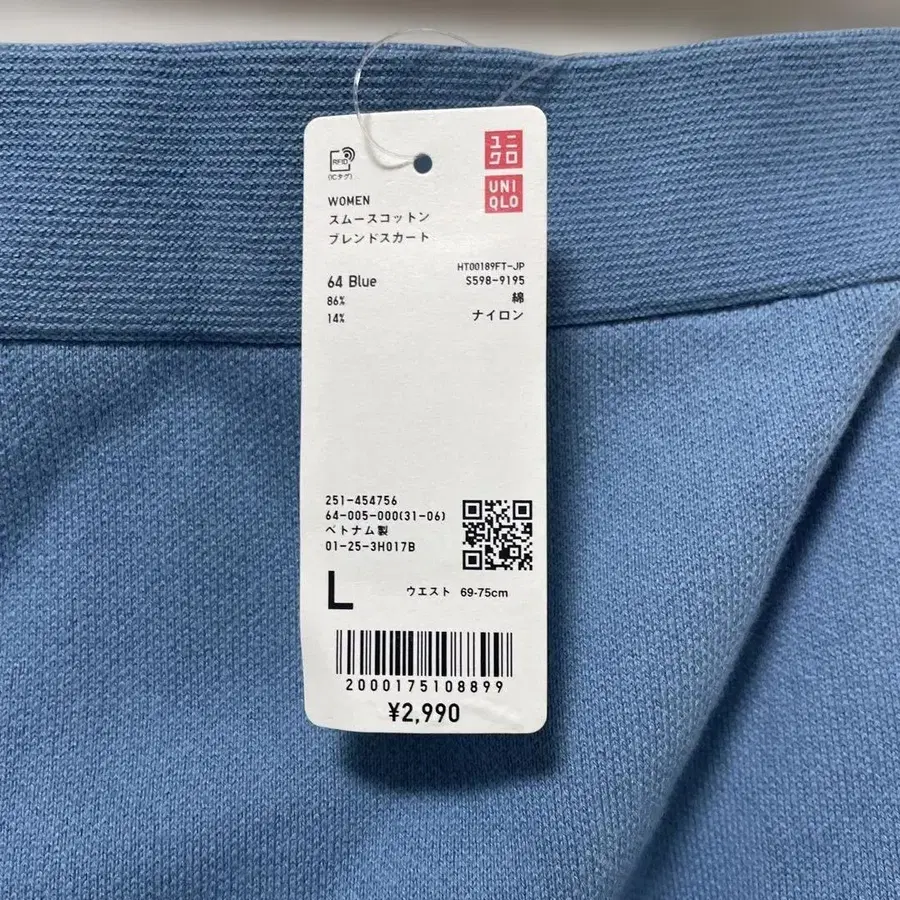 RFID
(ICタグ)
ユニ
クロ
UNI
QLO
WOMEN
スムースコットン
ブレンドスカート
HT00189FT-JP
64 Blue S598-9195
86% 綿
14% ナイロン
251-454756
64-005-000(31-06)
ベトナム製
01-25-3H017B
L ウエスト 69-75cm
2000175108899
¥2,990